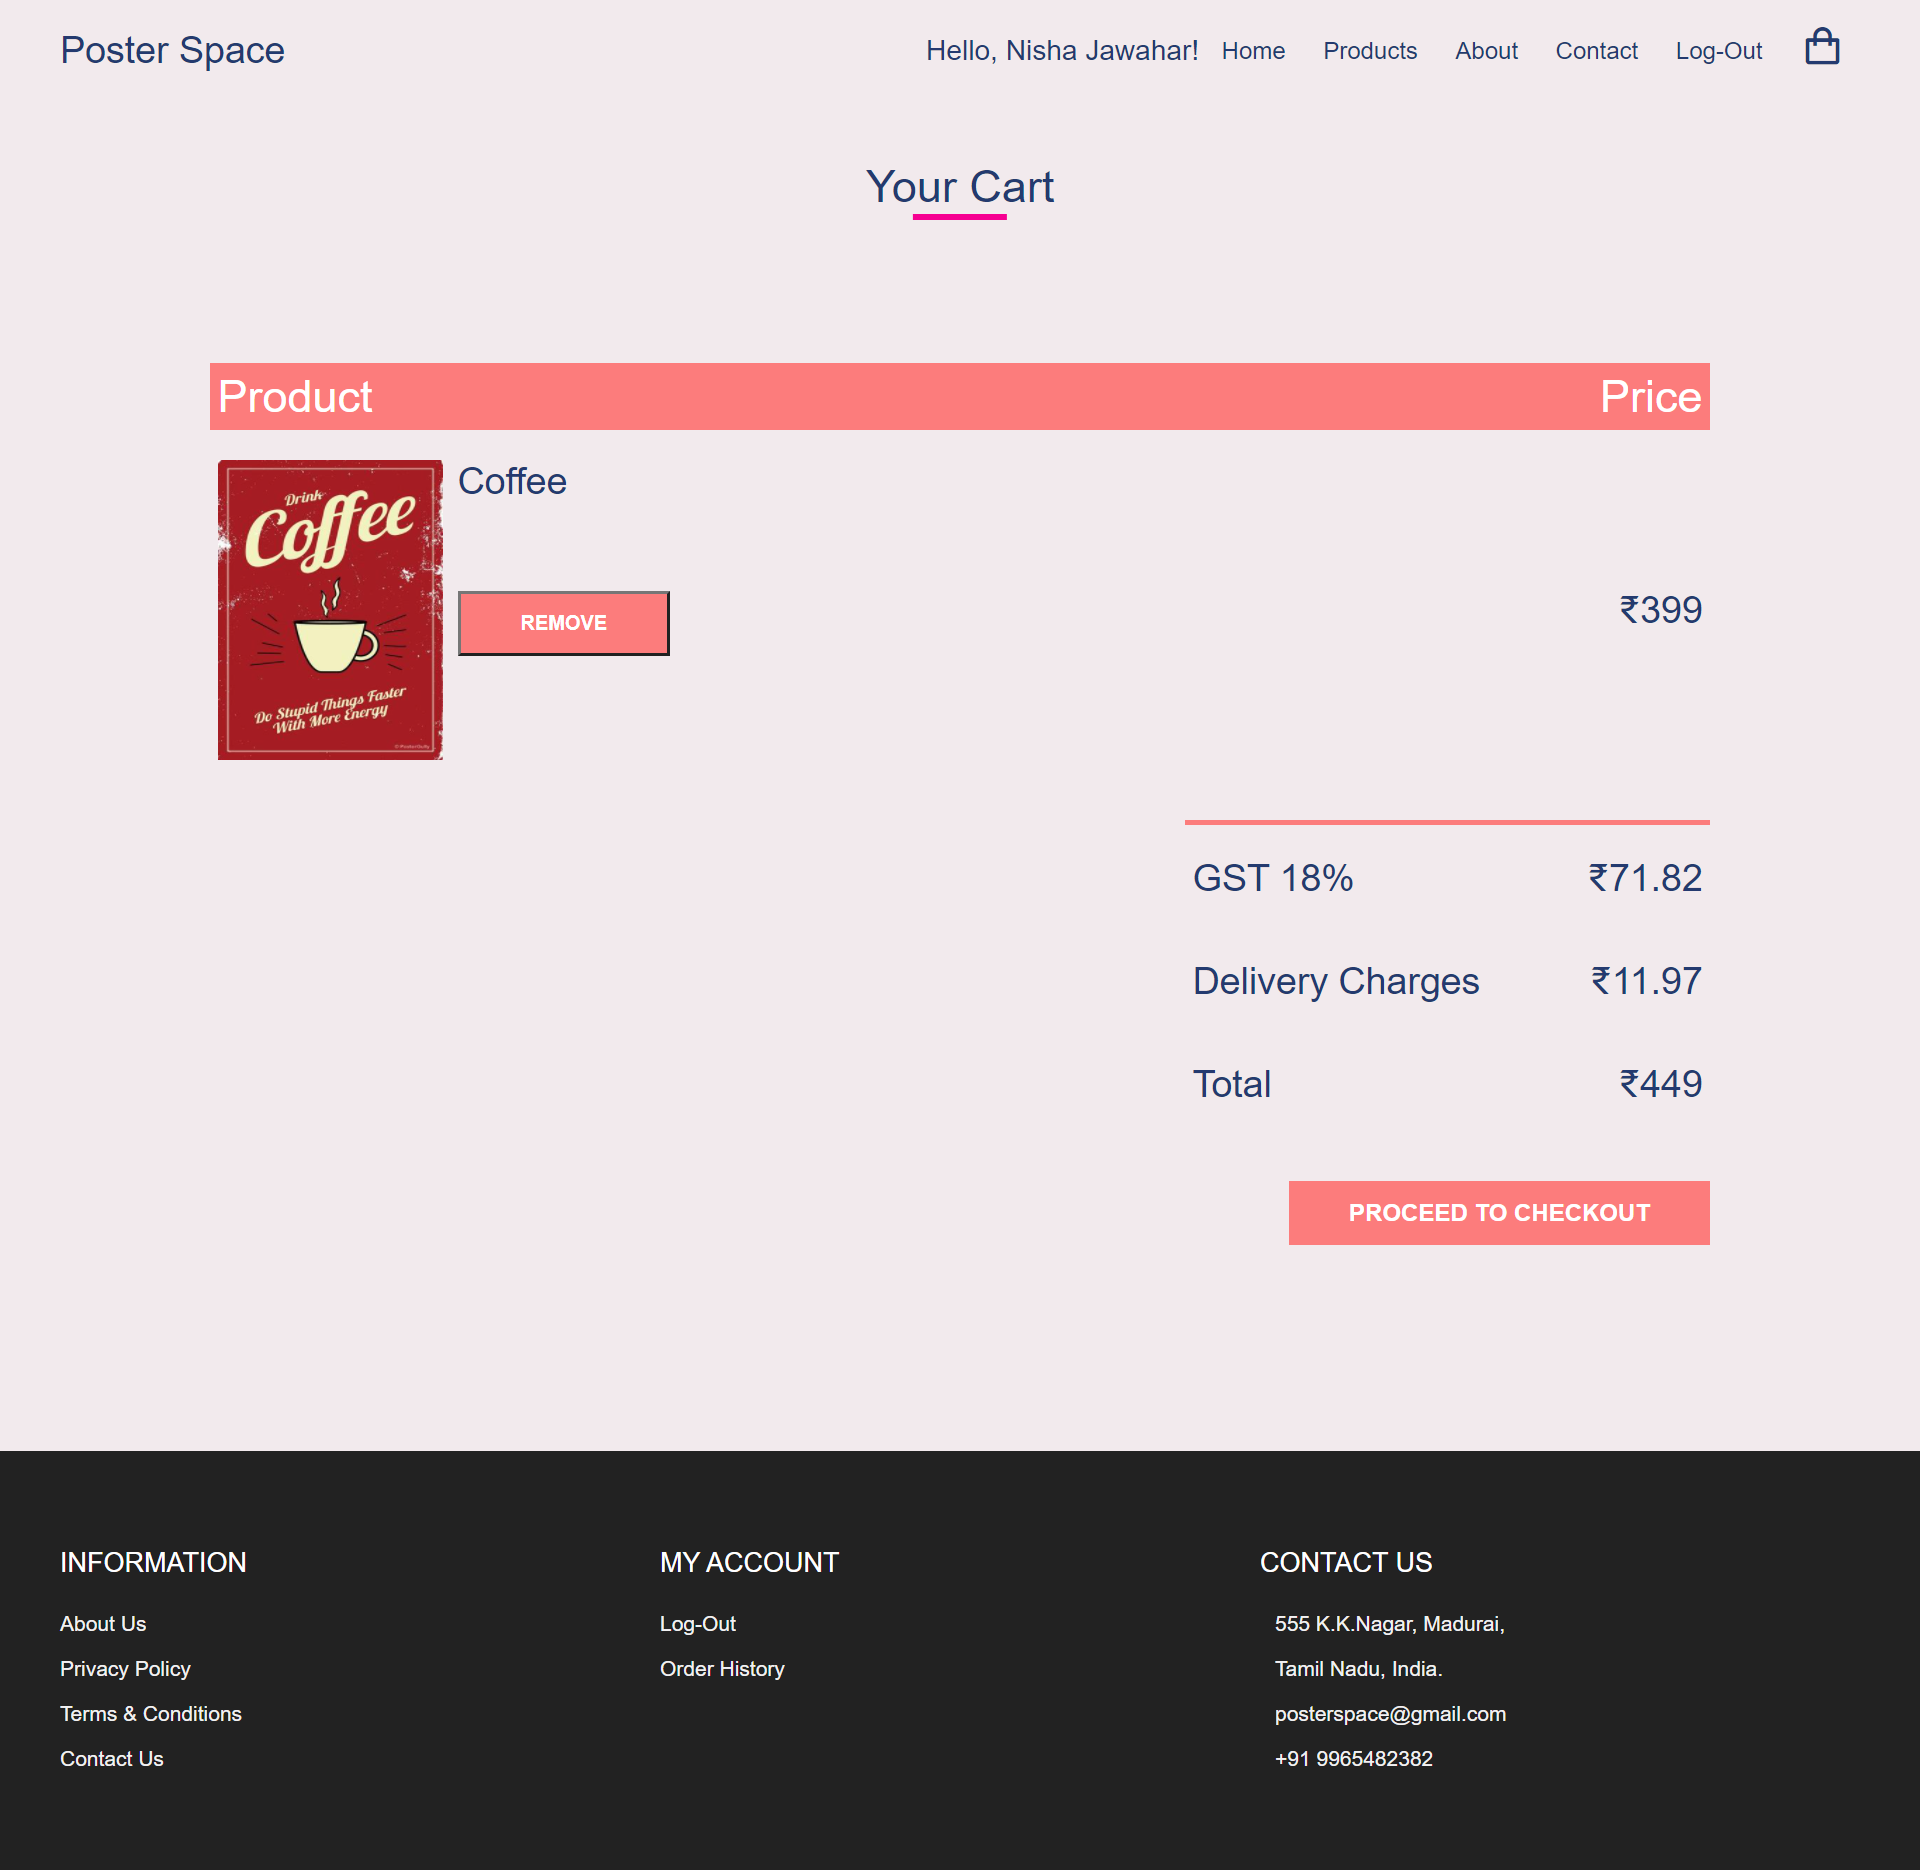 Poster Space
Hello, Nisha Jawahar! Home Products About Contact Log-Out
Your Cart
Product Price
Drink
Coffee
Do Stupid Things Faster
With More Energy
Coffee
REMOVE
₹399
GST 18% ₹71.82
Delivery Charges ₹11.97
Total ₹449
PROCEED TO CHECKOUT
INFORMATION
About Us
Privacy Policy
Terms & Conditions
Contact Us
MY ACCOUNT
Log-Out
Order History
CONTACT US
555 K.K.Nagar, Madurai,
Tamil Nadu, India.
posterspace@gmail.com
+91 9965482382